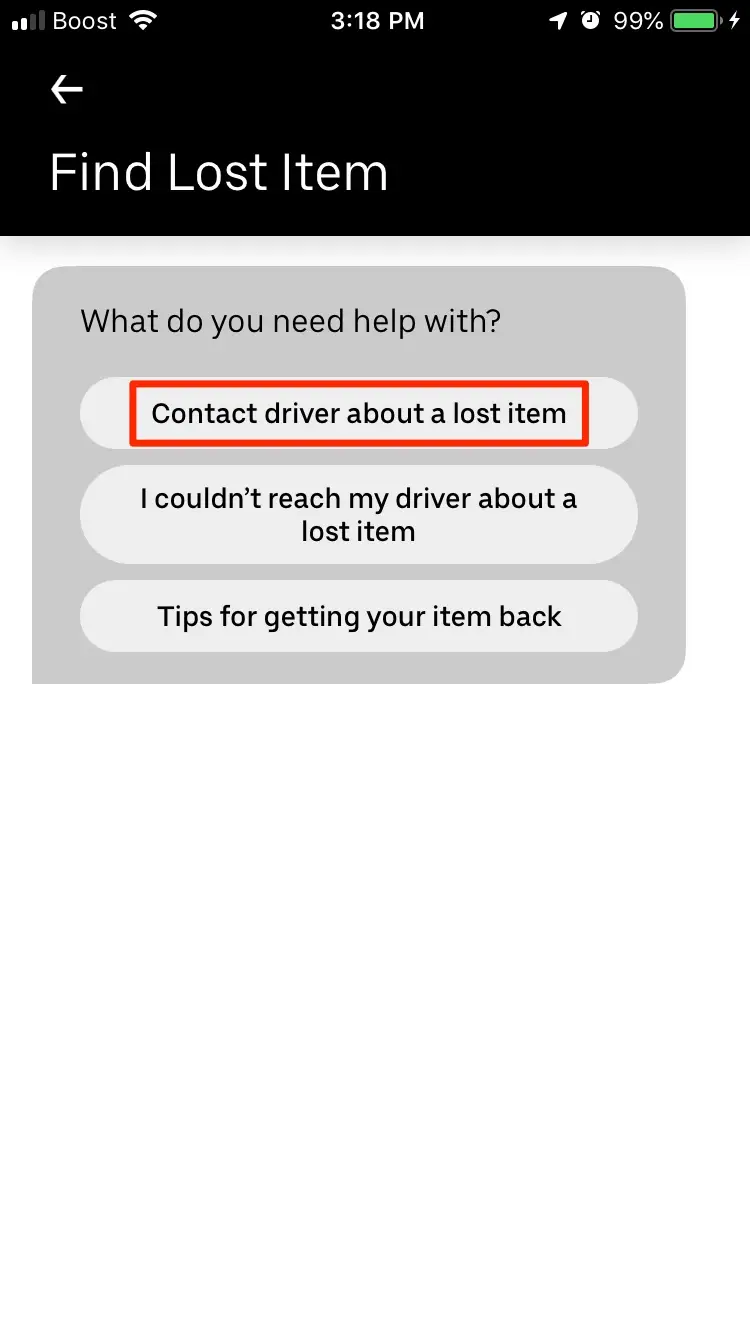 Boost 3:18 PM 99%
Find Lost Item
What do you need help with?
Contact driver about a lost item
I couldn’t reach my driver about a
lost item
Tips for getting your item back